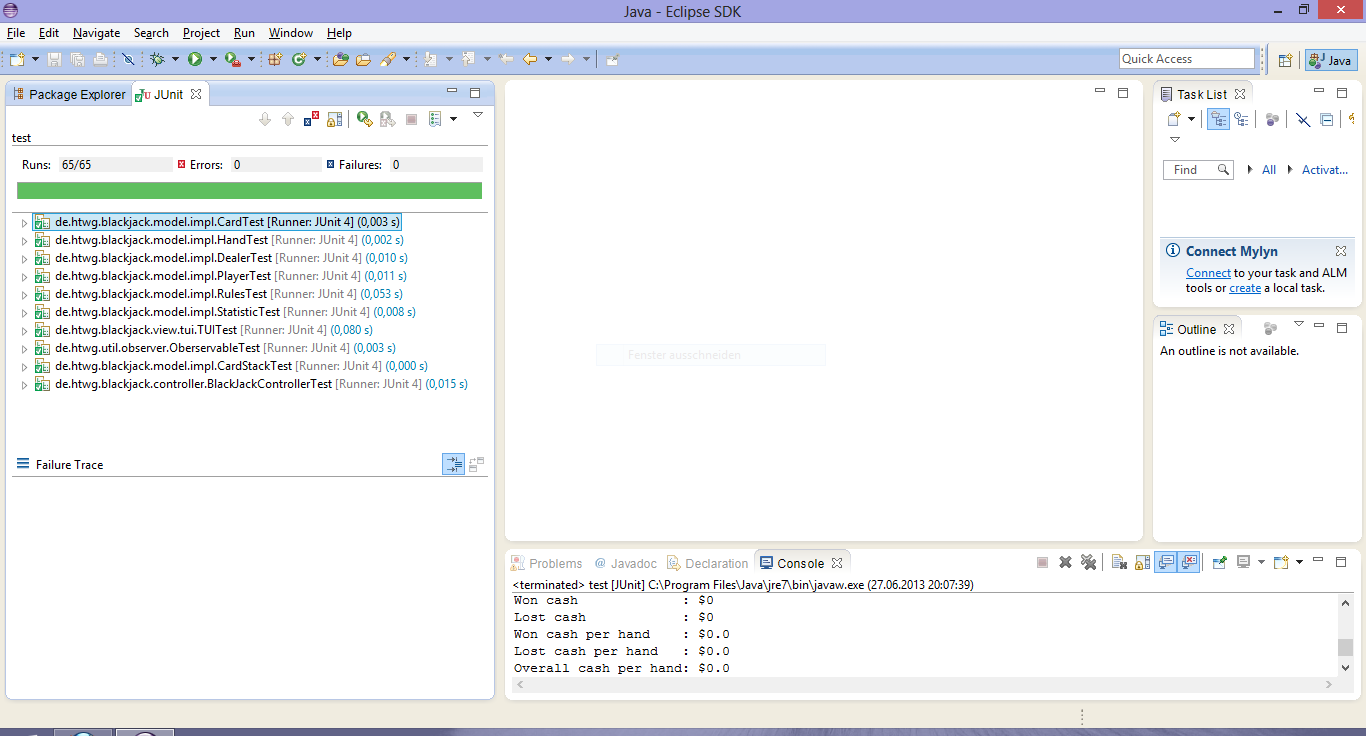 Java - Eclipse SDK
File Edit Navigate Search Project Run Window Help
Quick Access
Java
Package Explorer
JUnit
test
Runs: 65/65 Errors: 0 Failures: 0
de.htwg.blackjack.model.impl.CardTest [Runner: JUnit 4] (0,003 s)
de.htwg.blackjack.model.impl.HandTest [Runner: JUnit 4] (0,002 s)
de.htwg.blackjack.model.impl.DealerTest [Runner: JUnit 4] (0,010 s)
de.htwg.blackjack.model.impl.PlayerTest [Runner: JUnit 4] (0,011 s)
de.htwg.blackjack.model.impl.RulesTest [Runner: JUnit 4] (0,053 s)
de.htwg.blackjack.model.impl.StatisticTest [Runner: JUnit 4] (0,008 s)
de.htwg.blackjack.view.tui.TUITest [Runner: JUnit 4] (0,080 s)
de.htwg.util.observer.OberservableTest [Runner: JUnit 4] (0,003 s)
de.htwg.blackjack.model.impl.CardStackTest [Runner: JUnit 4] (0,000 s)
de.htwg.blackjack.controller.BlackJackControllerTest [Runner: JUnit 4] (0,015 s)
Failure Trace
Fenster ausschneiden
Task List
Find All Activat...
Connect Mylyn
Connect to your task and ALM
tools or create a local task.
Outline
An outline is not available.
Problems @ Javadoc Declaration Console
<terminated> test [JUnit] C:\Program Files\Java\jre7\bin\javaw.exe (27.06.2013 20:07:39)
Won cash : $0
Lost cash : $0
Won cash per hand : $0.0
Lost cash per hand : $0.0
Overall cash per hand: $0.0